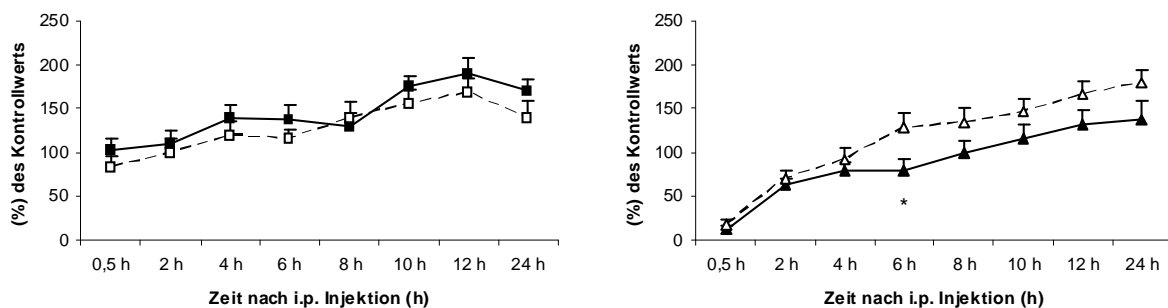 (%) des Kontrollwerts
250
200
150
100
50
0
0,5 h 2 h 4 h 6 h 8 h 10 h 12 h 24 h
Zeit nach i.p. Injektion (h)
(%) des Kontrollwerts
250
200
150
100
50
0
*
0,5 h 2 h 4 h 6 h 8 h 10 h 12 h 24 h
Zeit nach i.p. Injektion (h)